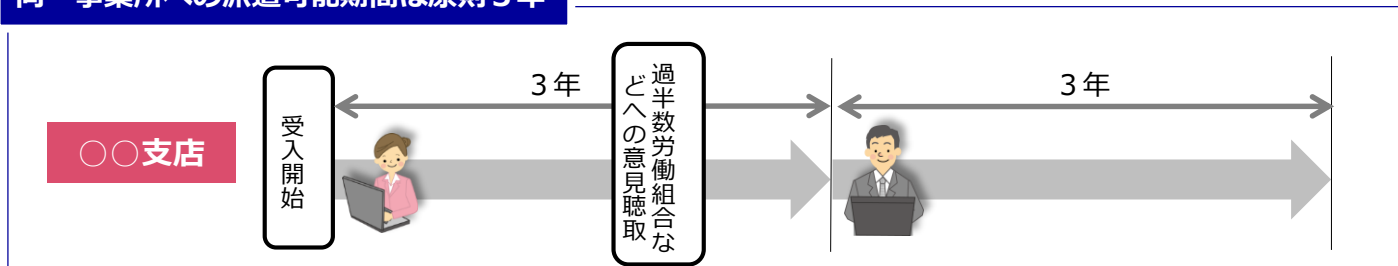 同一事業所への派遣可能期間は原則３年
○○支店
受入開始
３年
過半数労働組合な
どへの意見聴取
３年